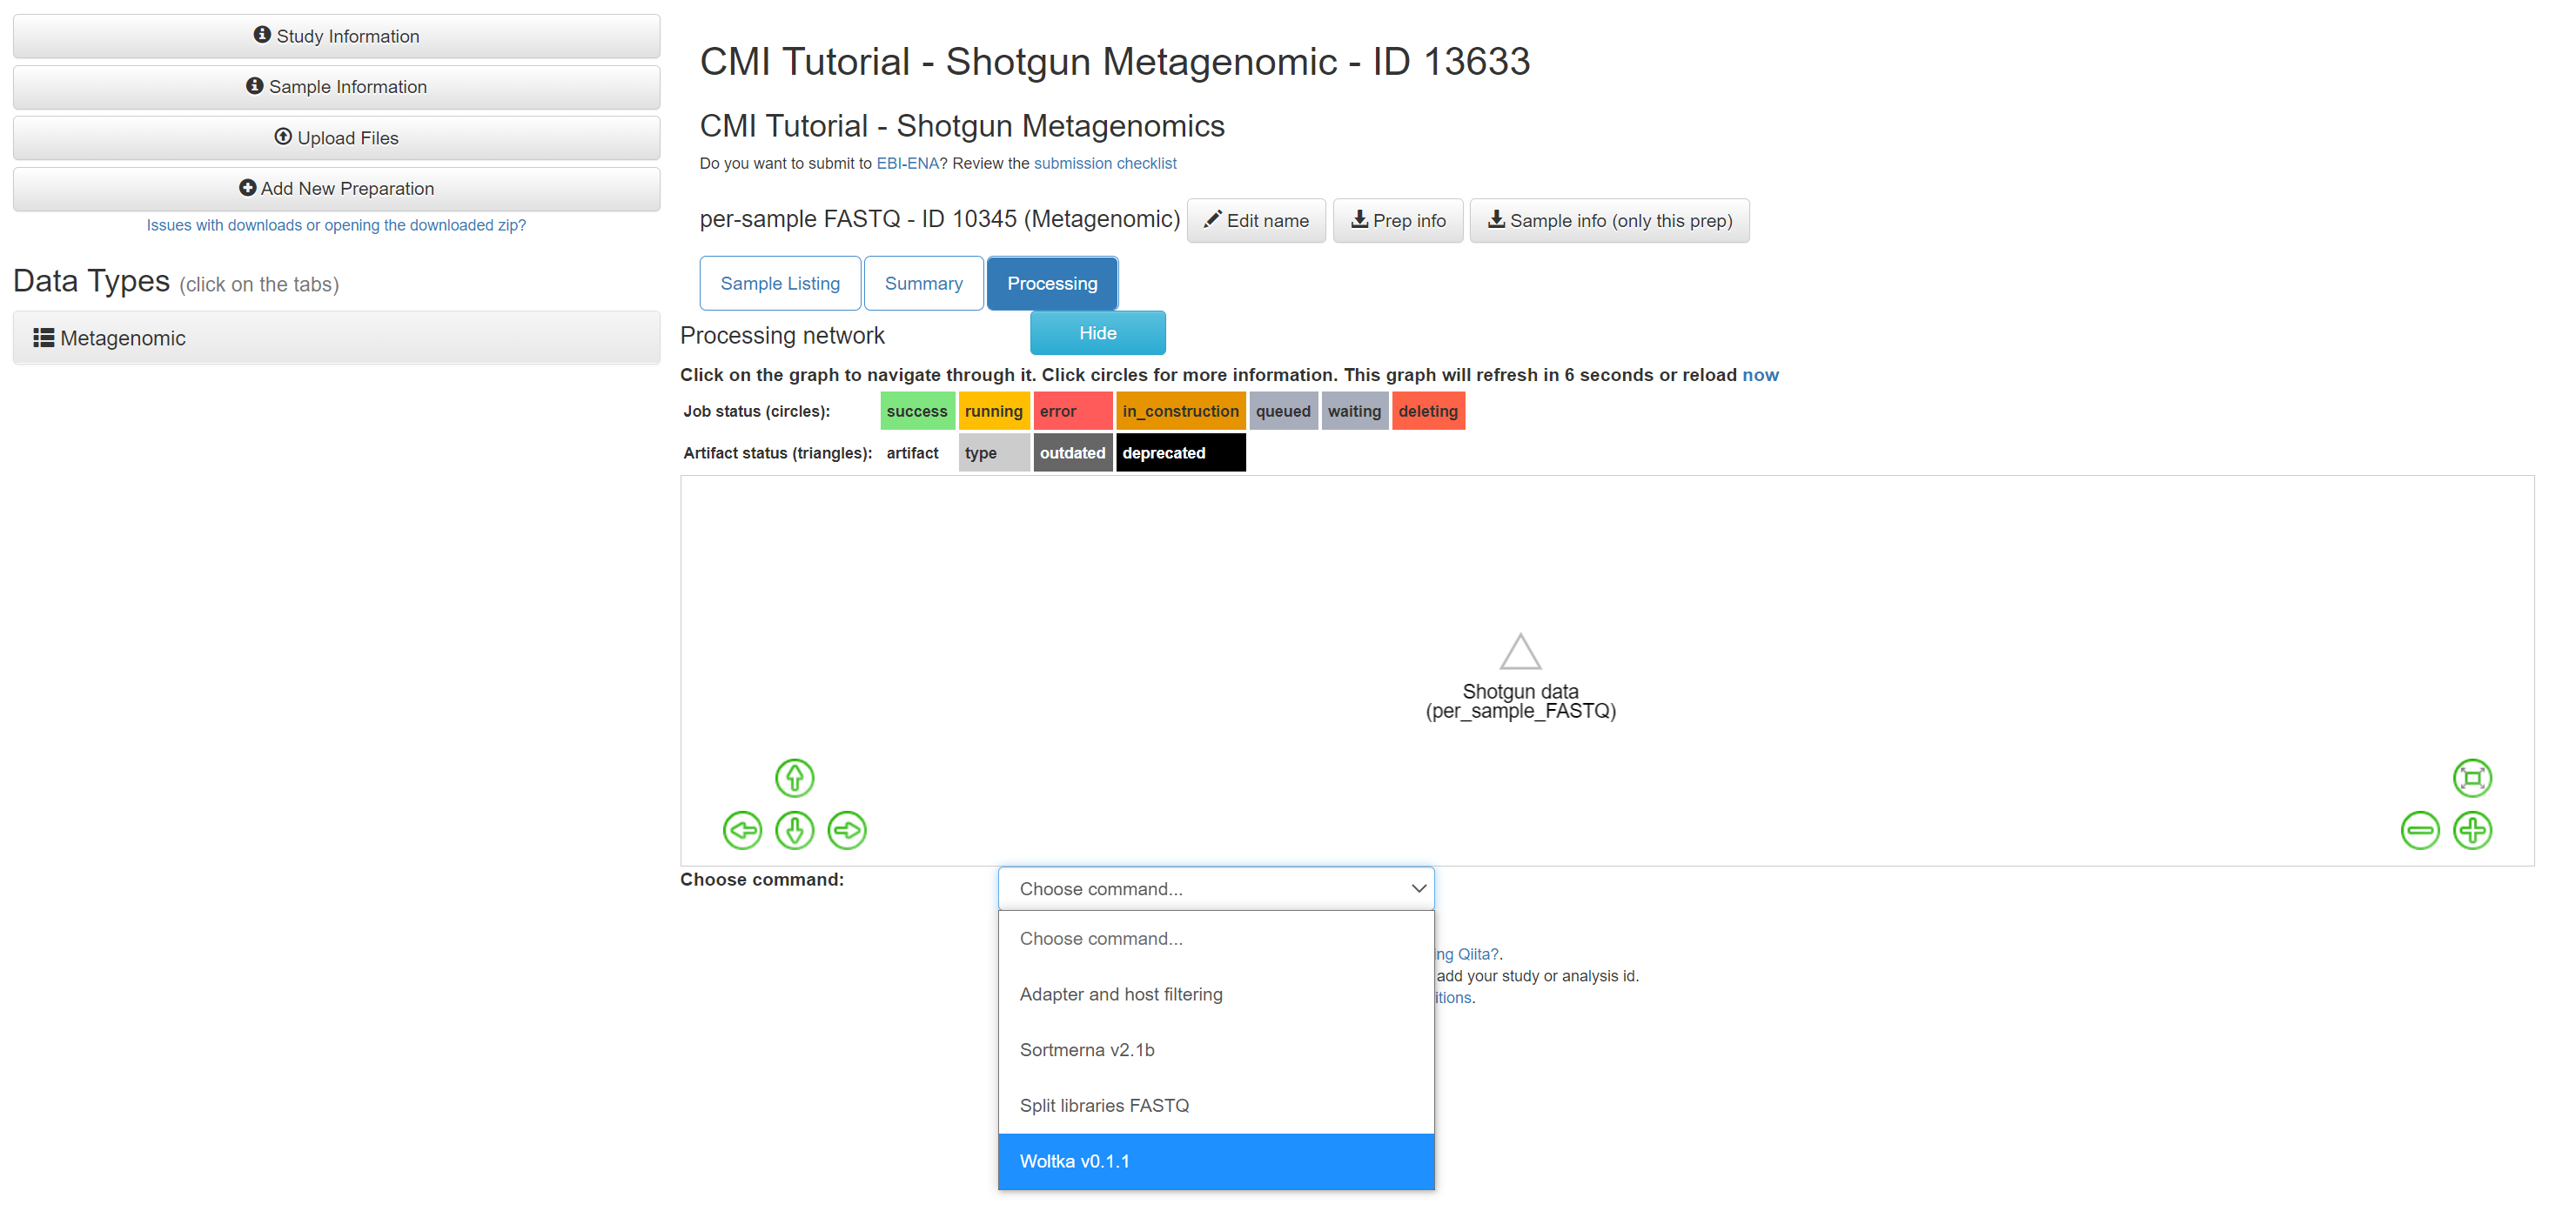 Study Information
Sample Information
Upload Files
Add New Preparation
Issues with downloads or opening the downloaded zip?
Data Types (click on the tabs)
Metagenomic
CMI Tutorial - Shotgun Metagenomic - ID 13633
CMI Tutorial - Shotgun Metagenomics
Do you want to submit to EBI-ENA? Review the submission checklist
per-sample FASTQ - ID 10345 (Metagenomic) Edit name Prep info Sample info (only this prep)
Sample Listing Summary Processing
Processing network Hide
Click on the graph to navigate through it. Click circles for more information. This graph will refresh in 6 seconds or reload now
Job status (circles): success running error in_construction queued waiting deleting
Artifact status (triangles): artifact type outdated deprecated
Shotgun data
(per_sample_FASTQ)
Choose command: Choose command...
Choose command...
Adapter and host filtering
Sortmerna v2.1b
Split libraries FASTQ
Woltka v0.1.1
ng Qiita?.
add your study or analysis id.
itions.